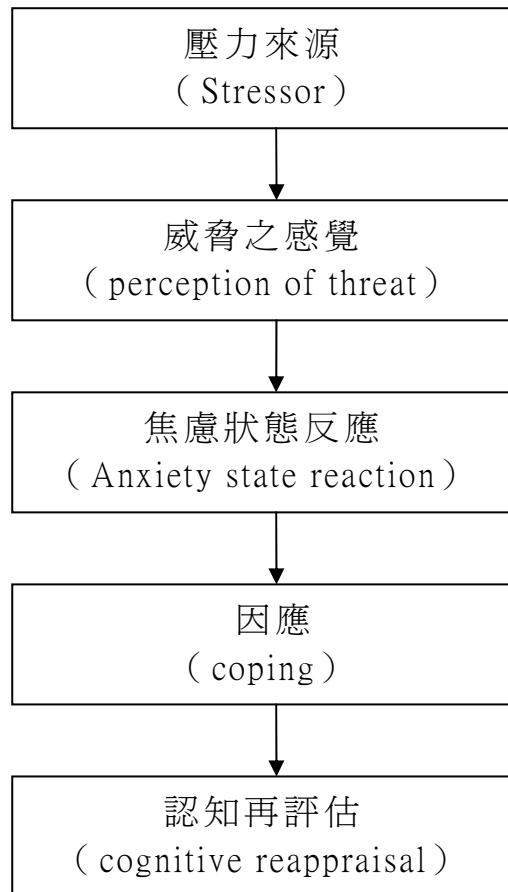 壓力來源
（Stressor）
威脅之感覺
（perception of threat）
焦慮狀態反應
（Anxiety state reaction）
因應
（coping）
認知再評估
（cognitive reappraisal）